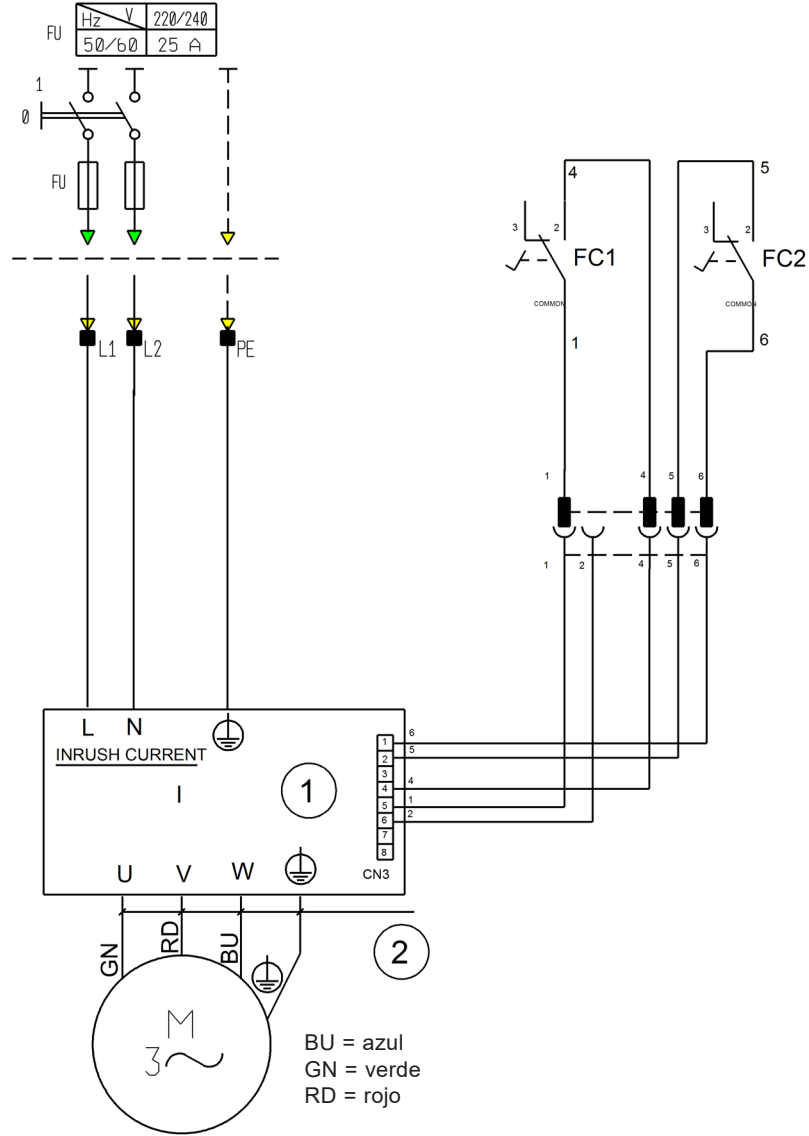 FU
Hz V 220/240
50/60 25 A
1
0
FU
4
5
3 2
FC1
3 2
FC2
COMMON
COMMON
1
6
L1
L2
PE
1 4 5 6
1 2 4 5 6
L N
INRUSH CURRENT
I
1
1 6
2 5
3
4 4
5 1
6 2
7
8
CN3
U V W
GN RD BU
2
M
3
BU = azul
GN = verde
RD = rojo